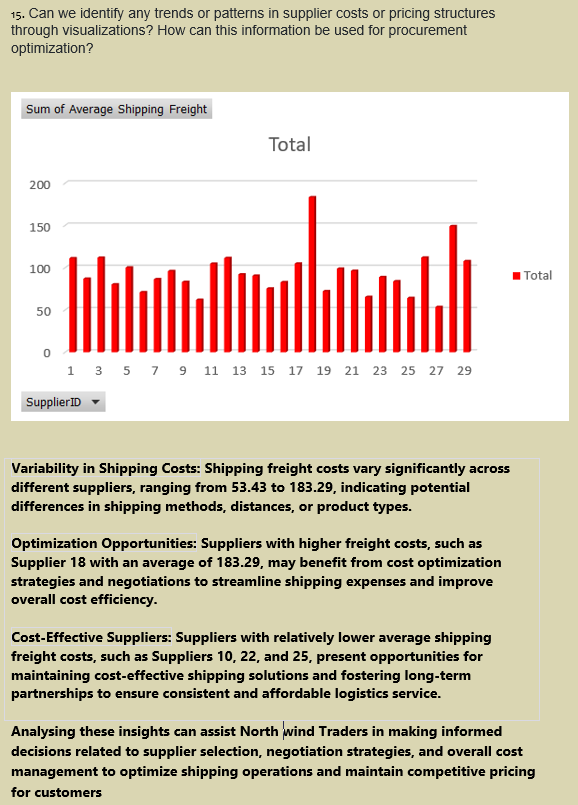 15. Can we identify any trends or patterns in supplier costs or pricing structures
through visualizations? How can this information be used for procurement
optimization?
Sum of Average Shipping Freight
Total
200
150
100
50
0
1 3 5 7 9 11 13 15 17 19 21 23 25 27 29
Total
SupplierID
Variability in Shipping Costs: Shipping freight costs vary significantly across
different suppliers, ranging from 53.43 to 183.29, indicating potential
differences in shipping methods, distances, or product types.
Optimization Opportunities: Suppliers with higher freight costs, such as
Supplier 18 with an average of 183.29, may benefit from cost optimization
strategies and negotiations to streamline shipping expenses and improve
overall cost efficiency.
Cost-Effective Suppliers: Suppliers with relatively lower average shipping
freight costs, such as Suppliers 10, 22, and 25, present opportunities for
maintaining cost-effective shipping solutions and fostering long-term
partnerships to ensure consistent and affordable logistics service.
Analysing these insights can assist North wind Traders in making informed
decisions related to supplier selection, negotiation strategies, and overall cost
management to optimize shipping operations and maintain competitive pricing
for customers